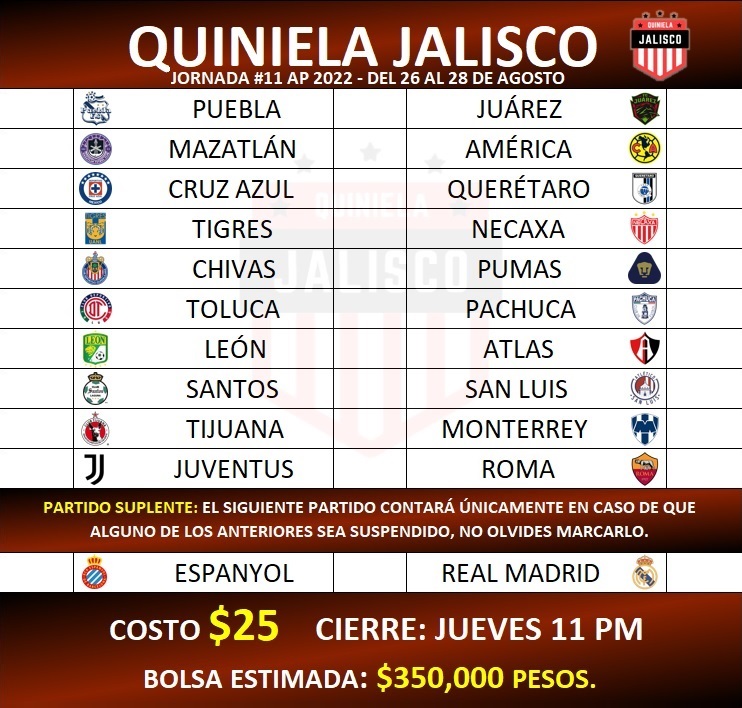 QUINIELA JALISCO
QUINIELA
JALISCO
JORNADA #11 AP 2022 - DEL 26 AL 28 DE AGOSTO
PUEBLA JUÁREZ
MAZATLÁN AMÉRICA
CRUZ AZUL QUERÉTARO
TIGRES NECAXA
QUINIELA
CHIVAS PUMAS
JALISCO
TOLUCA PACHUCA
LEÓN ATLAS
SANTOS SAN LUIS
TIJUANA MONTERREY
JUVENTUS ROMA
PARTIDO SUPLENTE: EL SIGUIENTE PARTIDO CONTARÁ ÚNICAMENTE EN CASO DE QUE
ALGUNO DE LOS ANTERIORES SEA SUSPENDIDO, NO OLVIDES MARCARLO.
ESPANYOL REAL MADRID
COSTO $25 CIERRE: JUEVES 11 PM
BOLSA ESTIMADA: $350,000 PESOS.